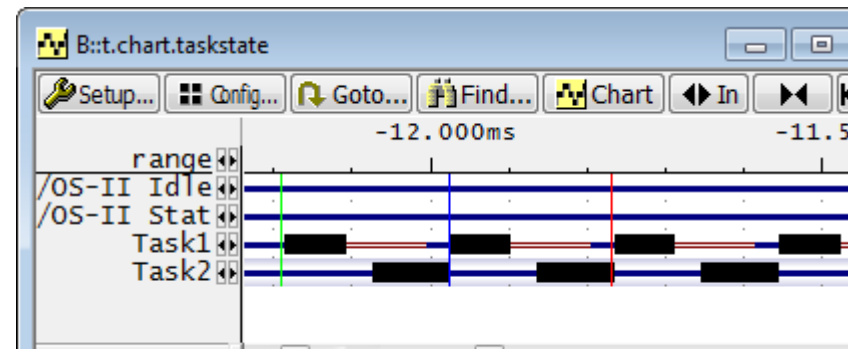 B::t.chart.taskstate
Setup... Config... Goto... Find... Chart In
-12.000ms -11.5
range
/OS-II Idle
/OS-II Stat
Task1
Task2